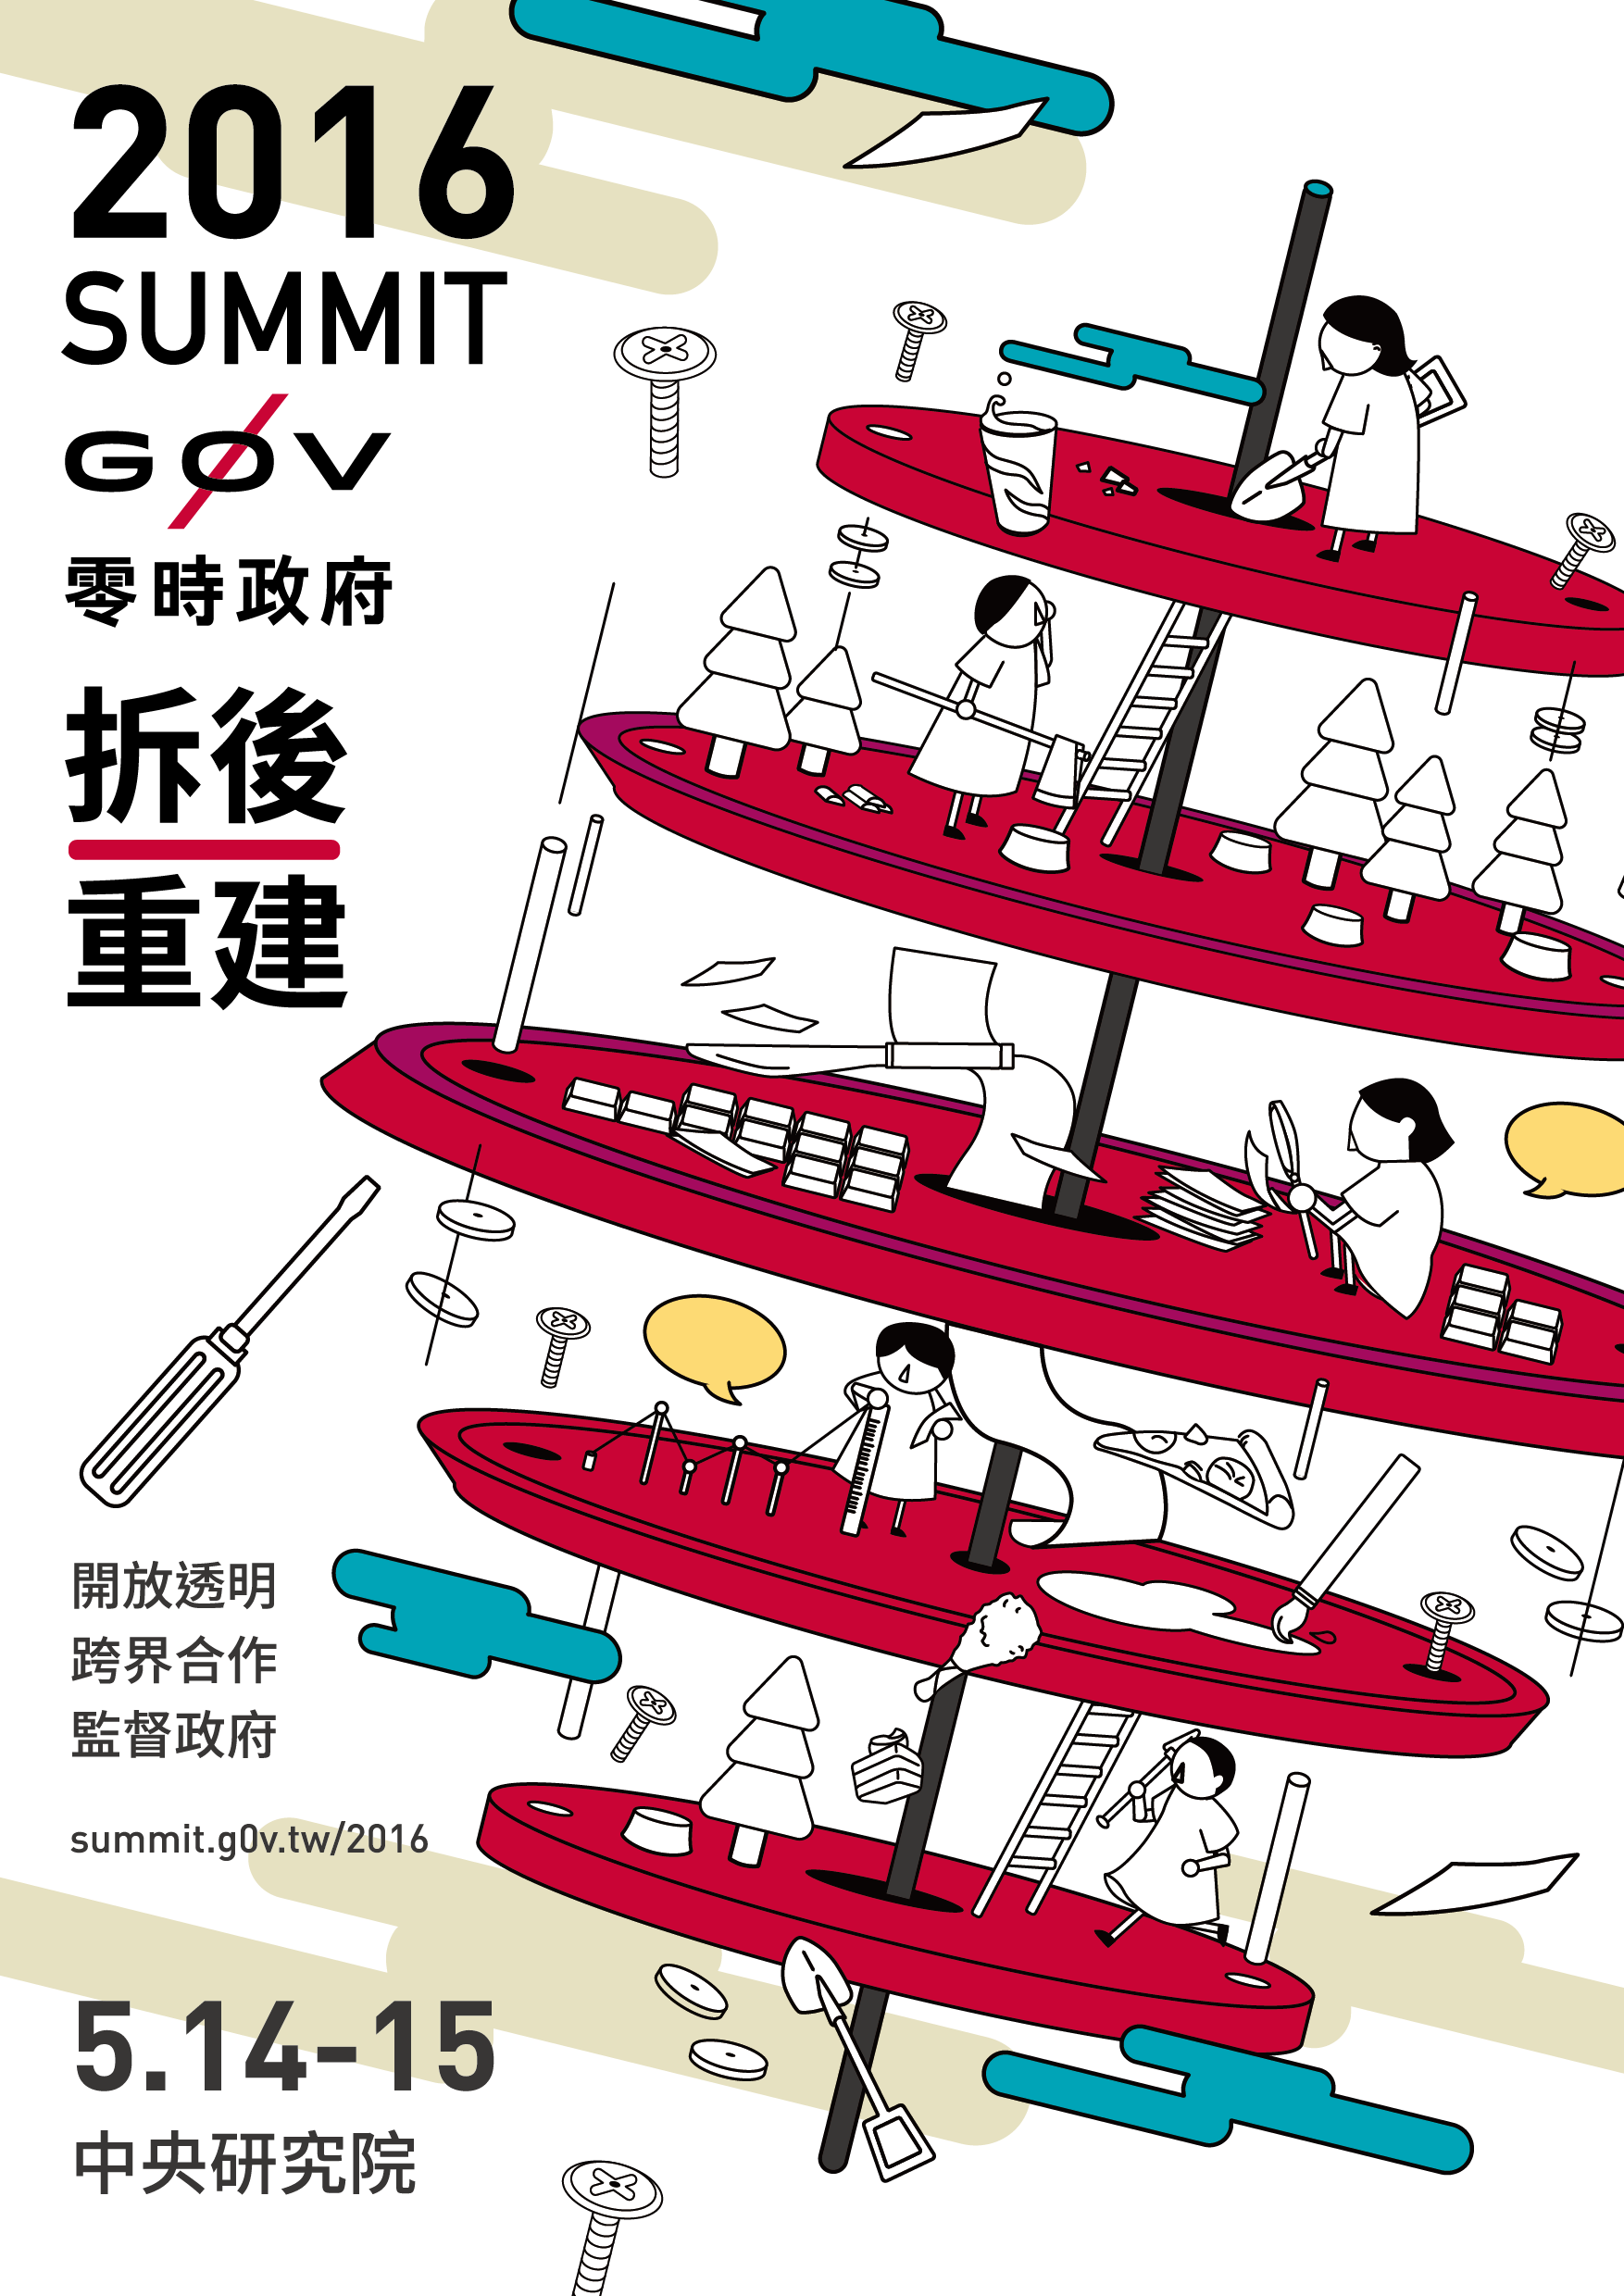 2016
SUMMIT
GØV
零時政府
拆後
重建
開放透明
跨界合作
監督政府
summit.g0v.tw/2016
5.14-15
中央研究院